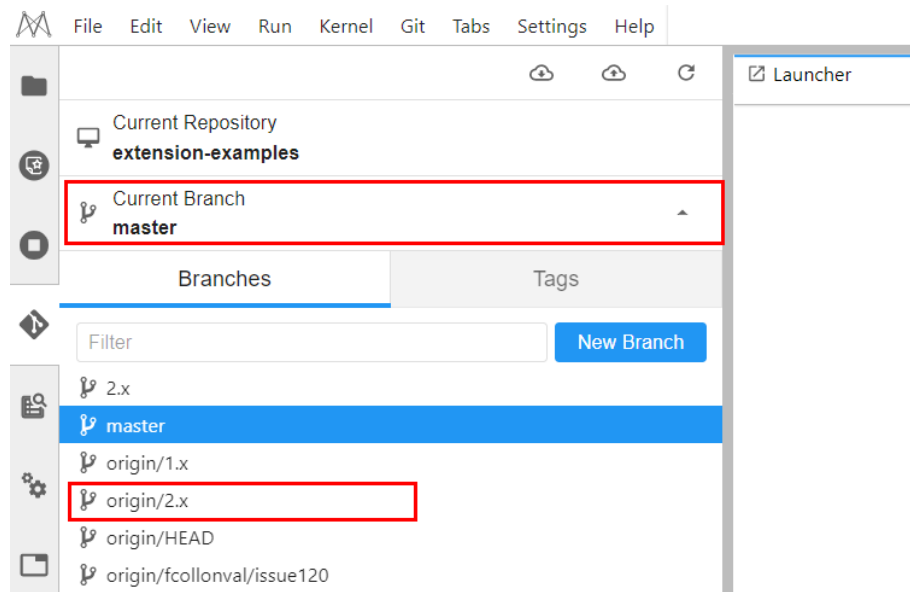 File Edit View Run Kernel Git Tabs Settings Help
Launcher
Current Repository
extension-examples
Current Branch
master
Branches Tags
Filter New Branch
2.x
master
origin/1.x
origin/2.x
origin/HEAD
origin/fcollonval/issue120